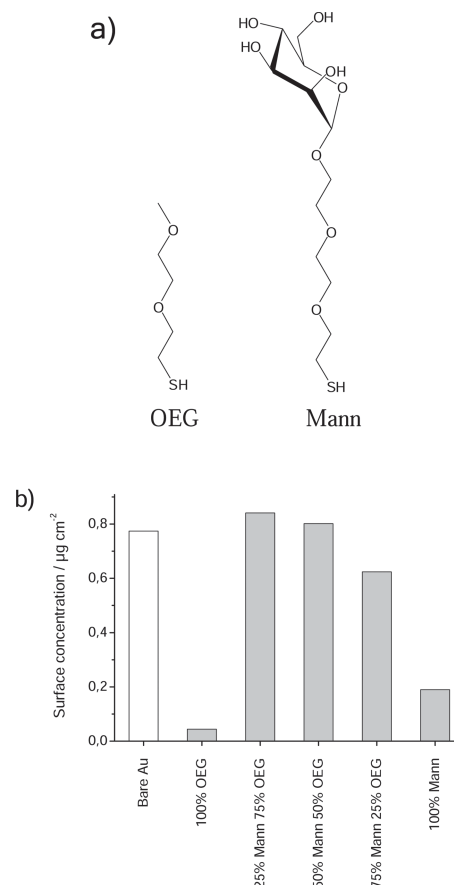 a)
HO
OH
HO
OH
O
O
O
O
O
O
SH
SH
OEG
Mann
b)
Surface concentration / µg cm-2
0,8
0,6
0,4
0,2
0,0
Bare Au
100% OEG
25% Mann 75% OEG
50% Mann 50% OEG
75% Mann 25% OEG
100% Mann